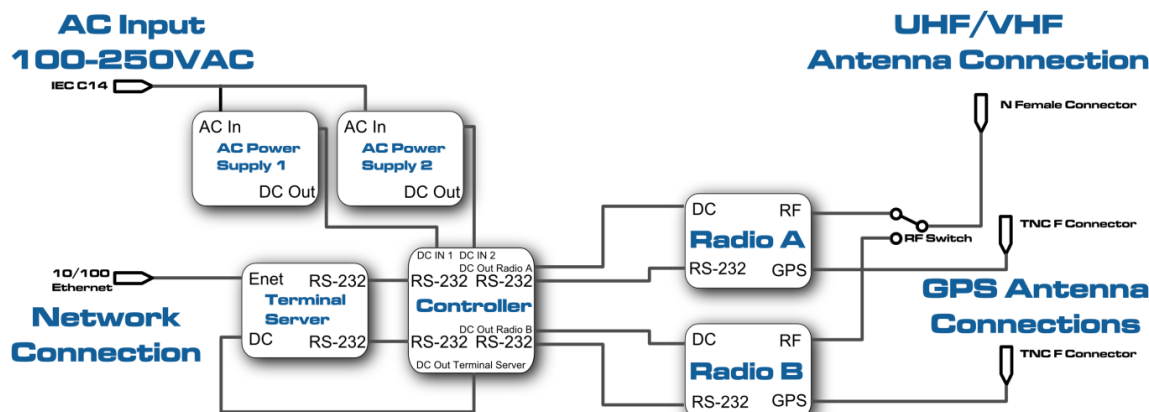 AC Input
100-250VAC
IEC C14
UHF/VHF
Antenna Connection
N Female Connector
AC In
AC Power
Supply 1
DC Out
AC In
AC Power
Supply 2
DC Out
DC RF
Radio A
RS-232 GPS
RF Switch
TNC F Connector
10/100
Ethernet
Network
Connection
Enet RS-232
Terminal
Server
DC RS-232
DC IN 1 DC IN 2
DC Out Radio A
RS-232 RS-232
Controller
DC Out Radio B
RS-232 RS-232
DC Out Terminal Server
GPS Antenna
Connections
TNC F Connector
DC RF
Radio B
RS-232 GPS